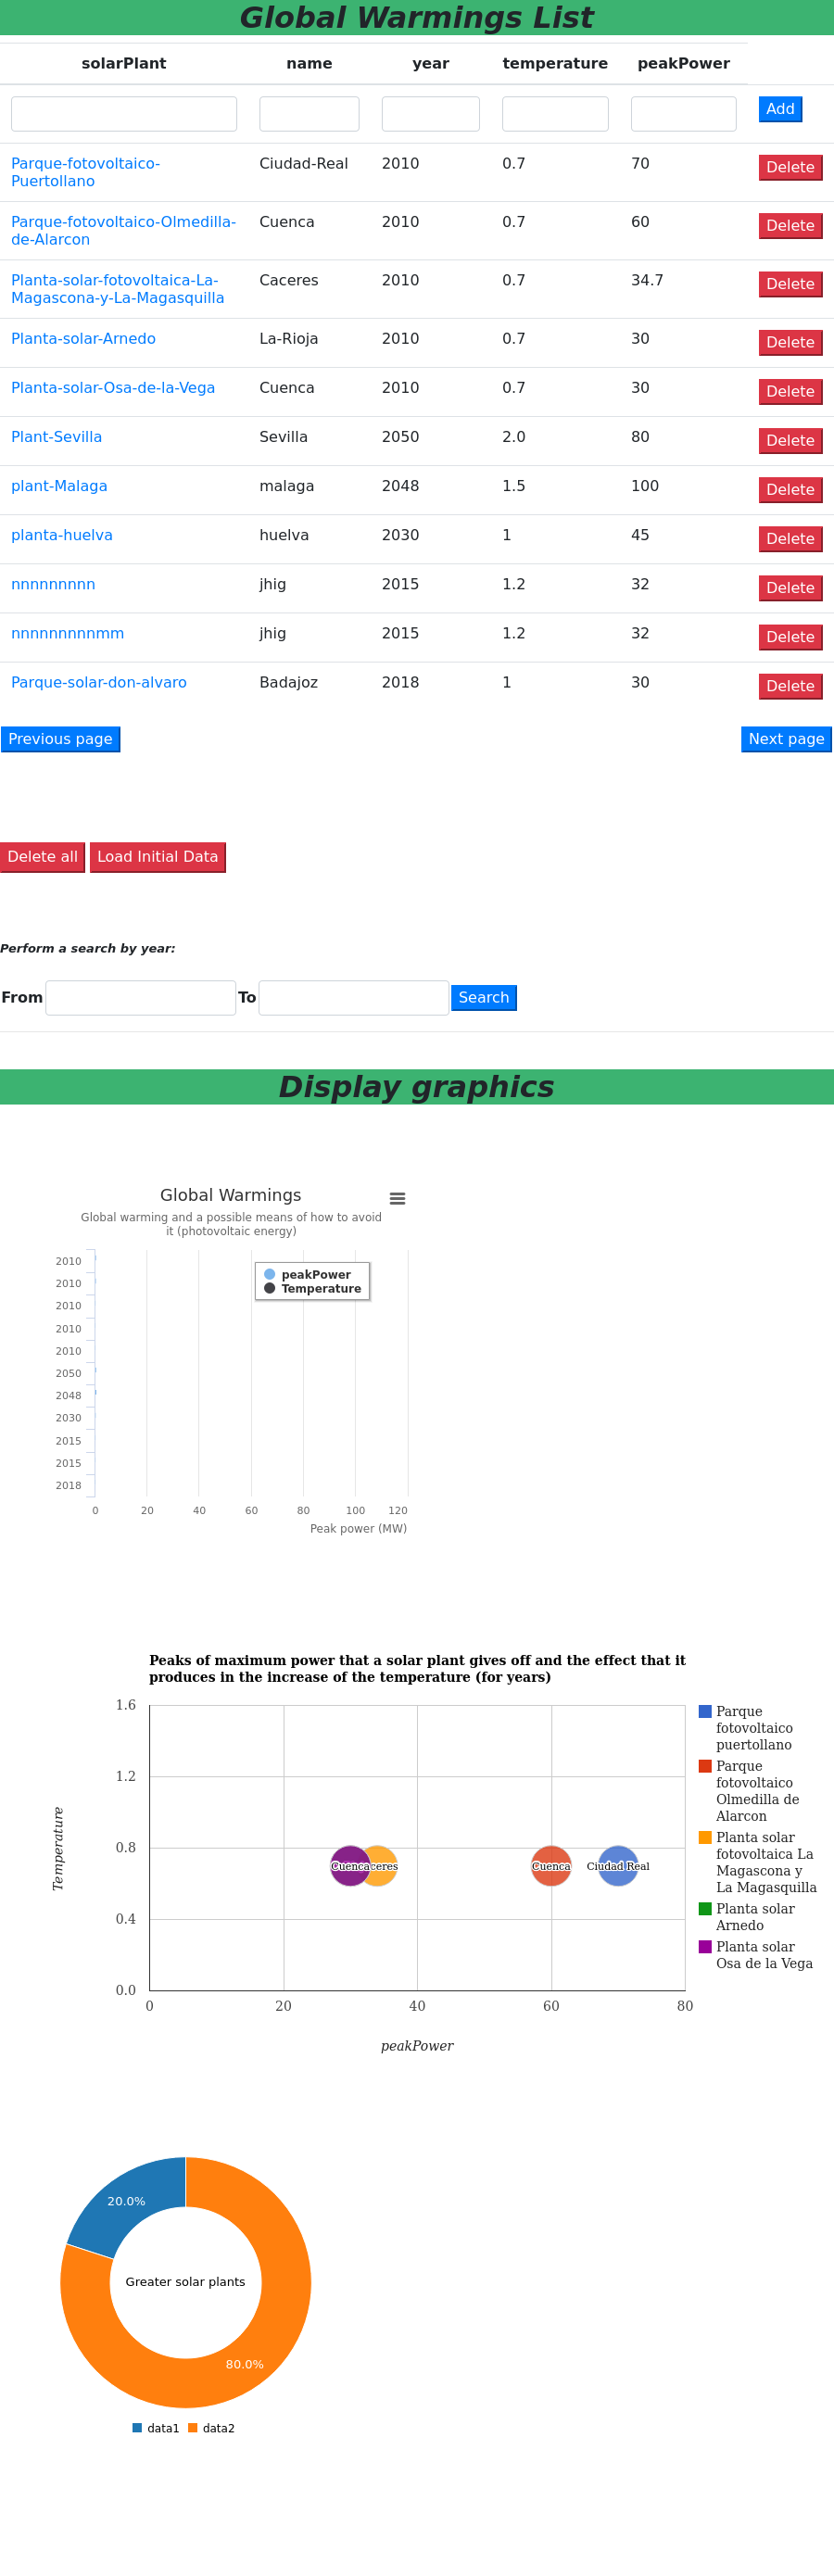 Global Warmings List
solarPlant name year temperature peakPower
Add
Parque-fotovoltaico-
Puertollano
Ciudad-Real 2010 0.7 70 Delete
Parque-fotovoltaico-Olmedilla-
de-Alarcon
Cuenca 2010 0.7 60 Delete
Planta-solar-fotovoltaica-La-
Magascona-y-La-Magasquilla
Caceres 2010 0.7 34.7 Delete
Planta-solar-Arnedo La-Rioja 2010 0.7 30 Delete
Planta-solar-Osa-de-la-Vega Cuenca 2010 0.7 30 Delete
Plant-Sevilla Sevilla 2050 2.0 80 Delete
plant-Malaga malaga 2048 1.5 100 Delete
planta-huelva huelva 2030 1 45 Delete
nnnnnnnnn jhig 2015 1.2 32 Delete
nnnnnnnnnmm jhig 2015 1.2 32 Delete
Parque-solar-don-alvaro Badajoz 2018 1 30 Delete
Previous page Next page
Delete all Load Initial Data
Perform a search by year:
From To Search
Display graphics
Global Warmings
Global warming and a possible means of how to avoid
it (photovoltaic energy)
peakPower
Temperature
2010
2010
2010
2010
2010
2050
2048
2030
2015
2015
2018
0 20 40 60 80 100 120
Peak power (MW)
Peaks of maximum power that a solar plant gives off and the effect that it
produces in the increase of the temperature (for years)
1.6
1.2
0.8
0.4
0.0
Temperature
Cuenca ceres Cuenca Ciudad Real
0 20 40 60 80
peakPower
Parque
fotovoltaico
puertollano
Parque
fotovoltaico
Olmedilla de
Alarcon
Planta solar
fotovoltaica La
Magascona y
La Magasquilla
Planta solar
Arnedo
Planta solar
Osa de la Vega
20.0%
Greater solar plants
80.0%
data1 data2